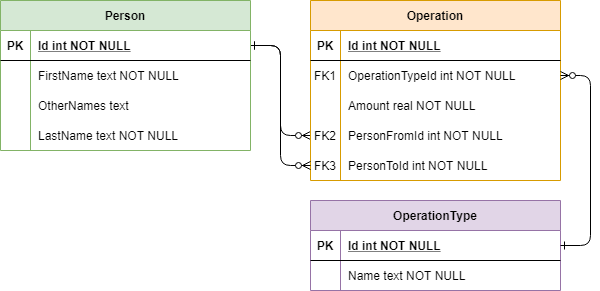 Person
PK Id int NOT NULL
FirstName text NOT NULL
OtherNames text
LastName text NOT NULL
Operation
PK Id int NOT NULL
FK1 OperationTypeId int NOT NULL
Amount real NOT NULL
FK2 PersonFromId int NOT NULL
FK3 PersonToId int NOT NULL
OperationType
PK Id int NOT NULL
Name text NOT NULL